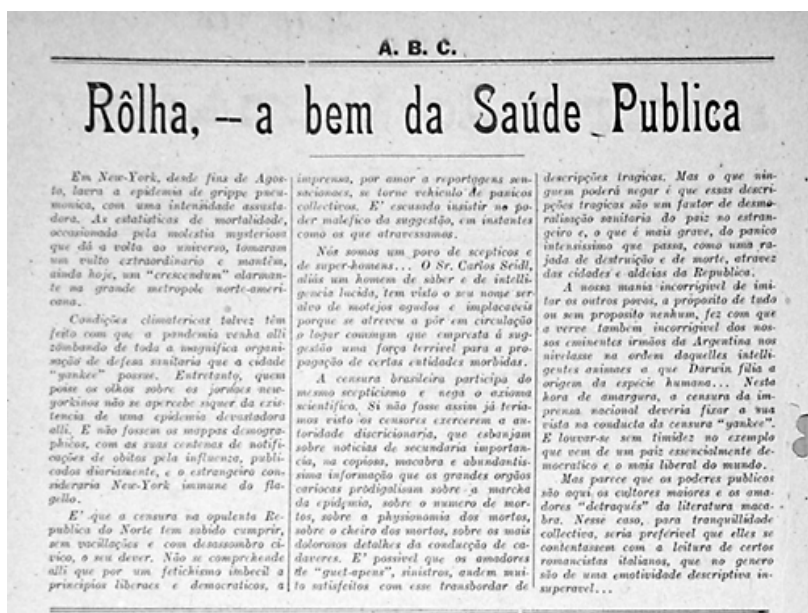 A. B. C.
Rôlha, — a bem da Saúde Publica
Em New-York, desde fins de Agos-
to, lavra a epidemia de grippe pneu-
monica, com uma intensidade assusta-
dora. As estatisticas de mortalidade,
occasionada pela molestia mysteriosa
que dá a volta ao universo, tomaram
um vulto extraordinario e mantêm,
ainda hoje, um "crescendum" alarman-
te na grande metropole norte-ameri-
cana.
Condições climatericas talvez têm
feito com que a pandemia venha alli
zombando de toda a magnifica organi-
sação de defesa sanitaria que a cidade
"yankee" possue. Entretanto, quem
poise os olhos sobre os jornaes new-
yorkinos não se apercebe siquer da exis-
tencia de uma epidemia devastadora
alli. E não fossem os mappas demogra-
phicos, com as suas centenas de notifi-
cações de obitos pela influenza, publi-
cados diariamente, e o estrangeiro con-
sideraria New-York immune do fla-
gello.
E' que a censura na opulenta Re-
publica do Norte tem sabido cumprir,
sem vacillações e com desassombro ci-
vico, o seu dever. Não se comprehende
alli que por um fetichismo imbecil a
principios liberaes e democraticos, a
imprensa, por amor a reportagens sen-
sacionaes, se torne vehiculo de panicos
collectivos. E' escusado insistir no po-
der malefico da suggestão, em instantes
como os que atravessamos.
Nós somos um povo de scepticos e
de super-homens... O Sr. Carlos Seidl,
aliás um homem de saber e de intelli-
gencia lucida, tem visto o seu nome ser
alvo de motejos agudos e implacaveis
porque se atreveu a pôr em circulação
o logar commum que empresta á sug-
gestão uma força terrivel para a pro-
pagação de certas entidades morbidas.
A censura brasileira participa do
mesmo scepticismo e nega o axioma
scientifico. Si não fosse assim já teria-
mos visto os censores exercerem a au-
toridade discricionaria, que esbanjam
sobre noticias de secundaria importan-
cia, na copiosa, macabra e abundantis-
sima informação que os grandes orgãos
cariocas pródigalisam sobre a marcha
da epidemia, sobre o numero de mor-
tos, sobre a physionomia dos mortos,
sobre o cheiro dos mortos, sobre os mais
dolorosos detalhes da conducção de ca-
daveres. E' possivel que os amadores
de "guet-apens", sinistros, andem mui-
to satisfeitos com esse transbordar de
descripções tragicas. Mas o que nin-
guem poderá negar é que essas descri-
pções tragicas são um fautor de desmo-
ralisação sanitaria do paiz no estran-
geiro e, o que é mais grave, do panico
intensissimo que passa, como uma ra-
jada de destruição e de morte, atravez
das cidades e aldeias da Republica.
A nossa mania incorrigivel de imi-
tar os outros povos, a proposito de tudo
ou sem proposito nenhum, fez com que
a verve tambem incorrigivel dos nos-
sos eminentes irmãos da Argentina nos
nivelasse na ordem daquelles intelli-
gentes animaes a que Darwin filia a
origem da espécie humana... Nesta
hora de amargura, a censura da im-
prensa nacional deveria fixar a sua
vista na conducta da censura "yankee".
E louvar-se sem timidez no exemplo
que vem de um paiz essencialmente de-
mocratico e o mais liberal do mundo.
Mas parece que os poderes publicos
são aqui os cultores maiores e os ama-
dores "detraqués" da literatura maca-
bra. Nesse caso, para tranquillidade
collectiva, seria preferivel que elles se
contentassem com a leitura de certos
romancistas italianos, que no genero
são de uma emotividade descriptiva in-
superavel...